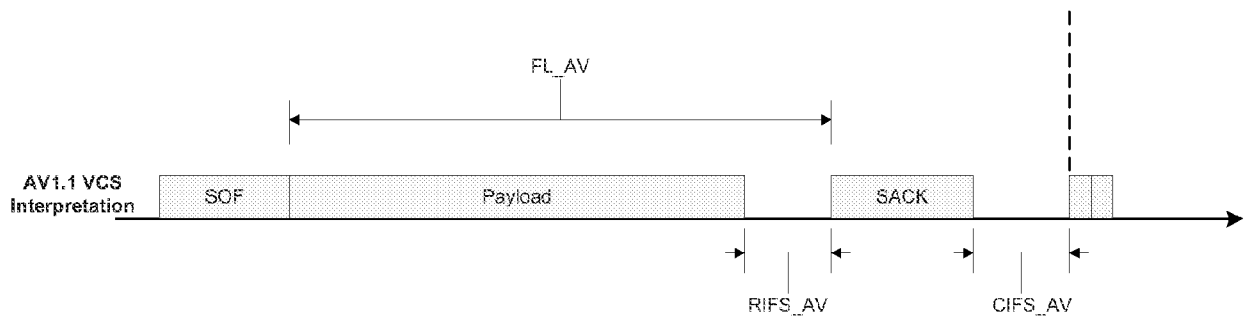 FL_AV
AV1.1 VCS
Interpretation
SOF
Payload
SACK
RIFS_AV
CIFS_AV